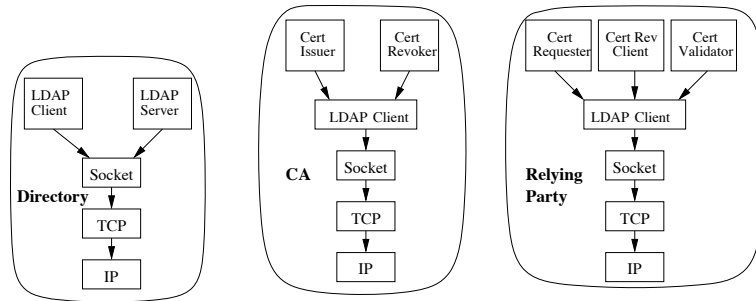 LDAP
Client
LDAP
Server
Socket
Directory
TCP
IP
Cert
Issuer
Cert
Revoker
LDAP Client
Socket
CA
TCP
IP
Cert
Requester
Cert Rev
Client
Cert
Validator
LDAP Client
Socket
Relying
Party
TCP
IP